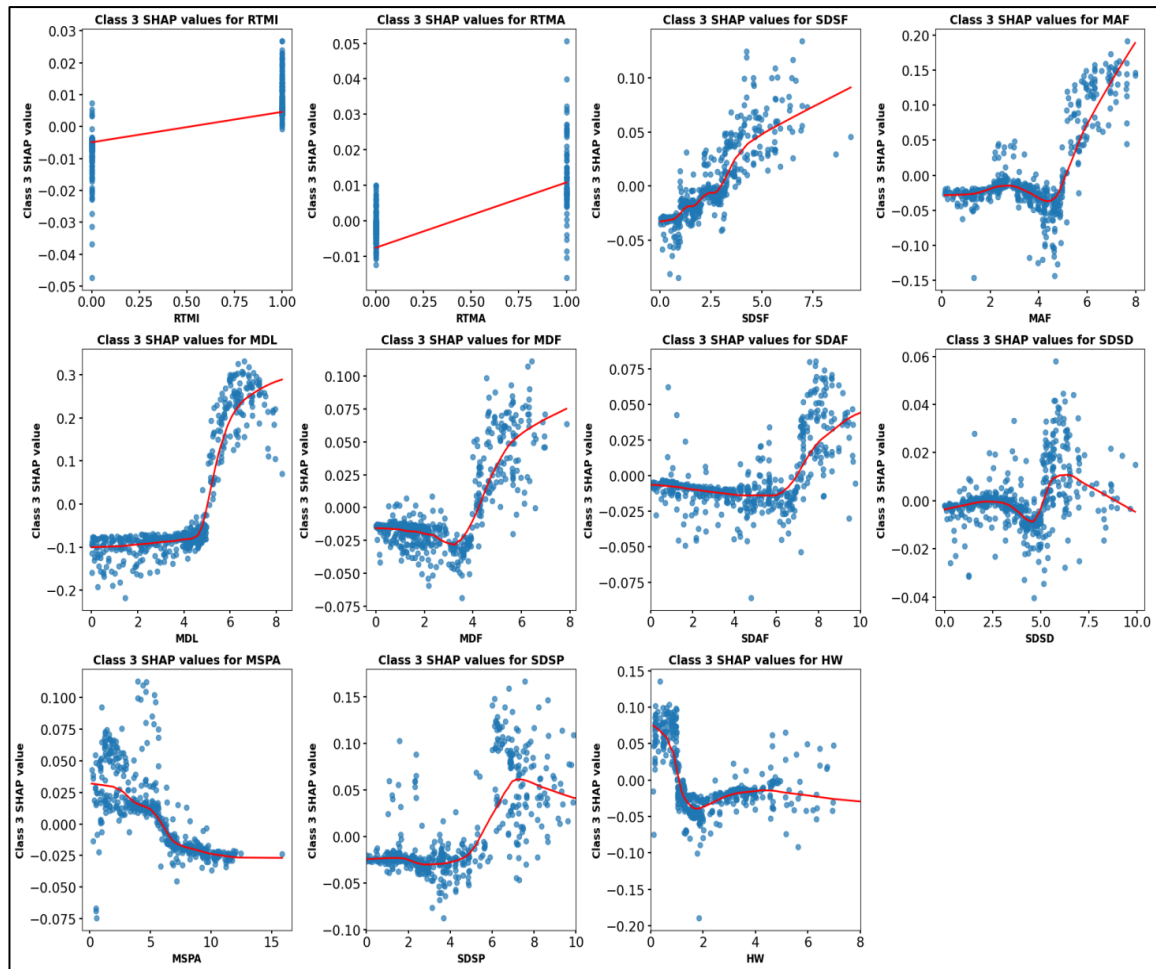 Class 3 SHAP values for RTMI
Class 3 SHAP value
0.03
0.02
0.01
0.00
−0.01
−0.02
−0.03
−0.04
−0.05
0.00 0.25 0.50 0.75 1.00
RTMI
Class 3 SHAP values for RTMA
Class 3 SHAP value
0.05
0.04
0.03
0.02
0.01
0.00
−0.01
0.00 0.25 0.50 0.75 1.00
RTMA
Class 3 SHAP values for SDSF
Class 3 SHAP value
0.10
0.05
0.00
−0.05
0.0 2.5 5.0 7.5
SDSF
Class 3 SHAP values for MAF
Class 3 SHAP value
0.20
0.15
0.10
0.05
0.00
−0.05
−0.10
−0.15
0 2 4 6 8
MAF
Class 3 SHAP values for MDL
Class 3 SHAP value
0.3
0.2
0.1
0.0
−0.1
−0.2
0 2 4 6 8
MDL
Class 3 SHAP values for MDF
Class 3 SHAP value
0.100
0.075
0.050
0.025
0.000
−0.025
−0.050
−0.075
0 2 4 6 8
MDF
Class 3 SHAP values for SDAF
Class 3 SHAP value
0.075
0.050
0.025
0.000
−0.025
−0.050
−0.075
0 2 4 6 8 10
SDAF
Class 3 SHAP values for SDSD
Class 3 SHAP value
0.06
0.04
0.02
0.00
−0.02
−0.04
0.0 2.5 5.0 7.5 10.0
SDSD
Class 3 SHAP values for MSPA
Class 3 SHAP value
0.100
0.075
0.050
0.025
0.000
−0.025
−0.050
−0.075
0 5 10 15
MSPA
Class 3 SHAP values for SDSP
Class 3 SHAP value
0.15
0.10
0.05
0.00
−0.05
−0.10
0 2 4 6 8 10
SDSP
Class 3 SHAP values for HW
Class 3 SHAP value
0.15
0.10
0.05
0.00
−0.05
−0.10
−0.15
−0.20
0 2 4 6 8
HW